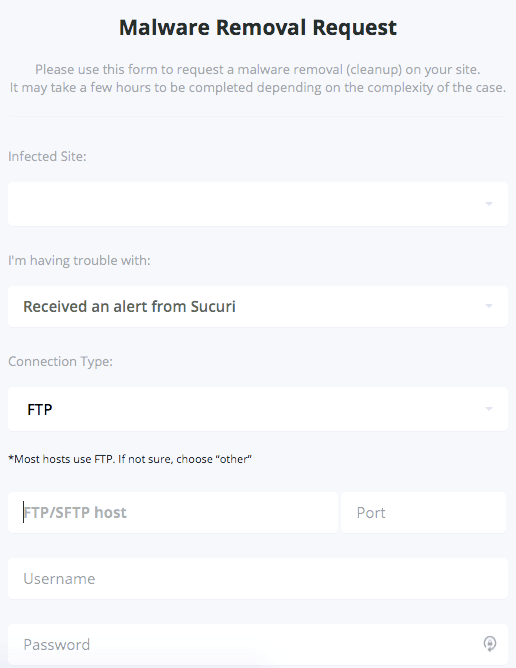 Malware Removal Request
Please use this form to request a malware removal (cleanup) on your site.
It may take a few hours to be completed depending on the complexity of the case.
Infected Site:
I'm having trouble with:
Received an alert from Sucuri
Connection Type:
FTP
*Most hosts use FTP. If not sure, choose “other”
FTP/SFTP host
Port
Username
Password